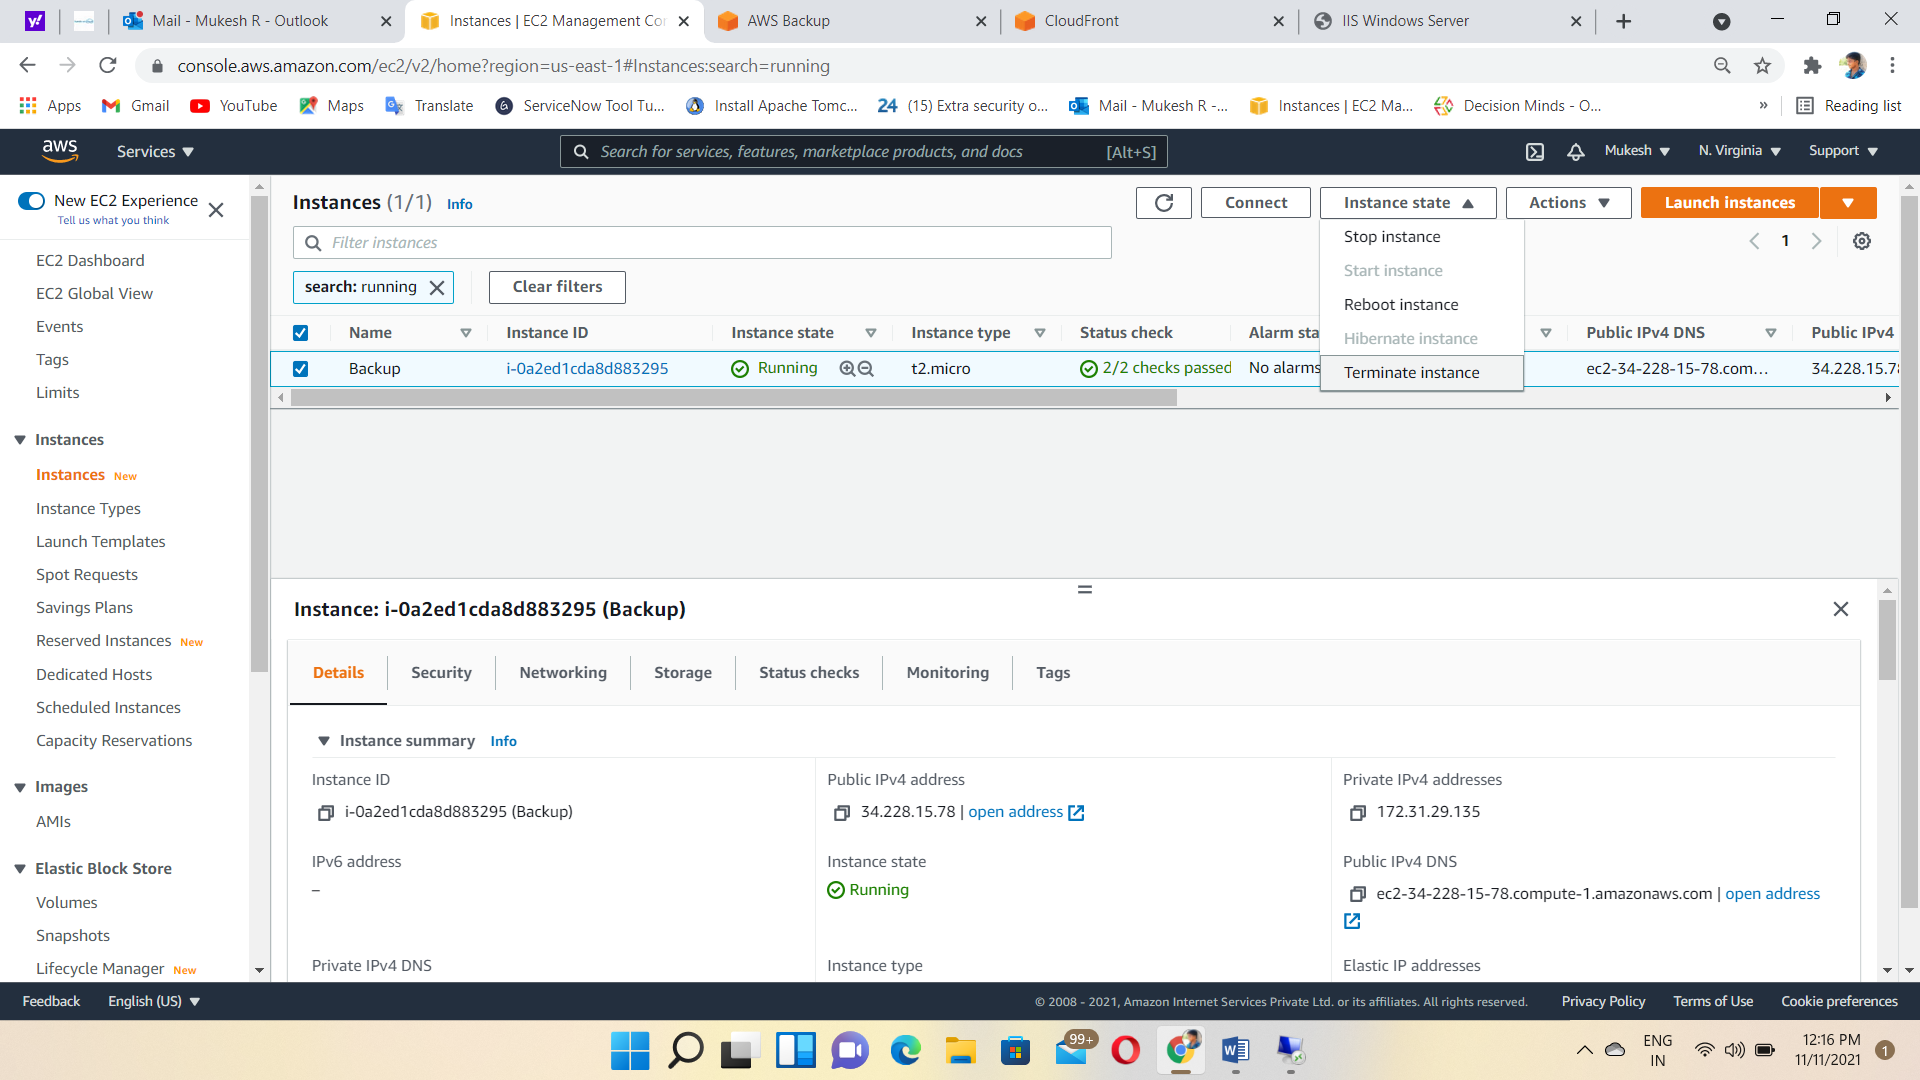 Mail - Mukesh R - Outlook
Instances | EC2 Management Co
AWS Backup
CloudFront
IIS Windows Server
console.aws.amazon.com/ec2/v2/home?region=us-east-1#Instances:search=running
Apps
Gmail
YouTube
Maps
Translate
ServiceNow Tool Tu...
Install Apache Tomc...
24 (15) Extra security o...
Mail - Mukesh R -...
Instances | EC2 Ma...
Decision Minds - O...
»
Reading list
aws
Services
Search for services, features, marketplace products, and docs
[Alt+S]
Mukesh
N. Virginia
Support
New EC2 Experience
Tell us what you think
EC2 Dashboard
EC2 Global View
Events
Tags
Limits
Instances
Instances New
Instance Types
Launch Templates
Spot Requests
Savings Plans
Reserved Instances New
Dedicated Hosts
Scheduled Instances
Capacity Reservations
Images
AMIs
Elastic Block Store
Volumes
Snapshots
Lifecycle Manager New
Instances (1/1) Info
Connect
Instance state
Actions
Launch instances
Filter instances
1
search: running
Clear filters
Stop instance
Start instance
Reboot instance
Hibernate instance
Terminate instance
Name
Instance ID
Instance state
Instance type
Status check
Alarm sta
Public IPv4 DNS
Public IPv4
Backup
i-0a2ed1cda8d883295
Running
t2.micro
2/2 checks passed
No alarms
ec2-34-228-15-78.com...
34.228.15.78
Instance: i-0a2ed1cda8d883295 (Backup)
Details
Security
Networking
Storage
Status checks
Monitoring
Tags
Instance summary Info
Instance ID
Public IPv4 address
Private IPv4 addresses
i-0a2ed1cda8d883295 (Backup)
34.228.15.78 | open address
172.31.29.135
IPv6 address
Instance state
Public IPv4 DNS
–
Running
ec2-34-228-15-78.compute-1.amazonaws.com | open address
Private IPv4 DNS
Instance type
Elastic IP addresses
Feedback
English (US)
© 2008 - 2021, Amazon Internet Services Private Ltd. or its affiliates. All rights reserved.
Privacy Policy
Terms of Use
Cookie preferences
99+
ENG
IN
12:16 PM
11/11/2021
1